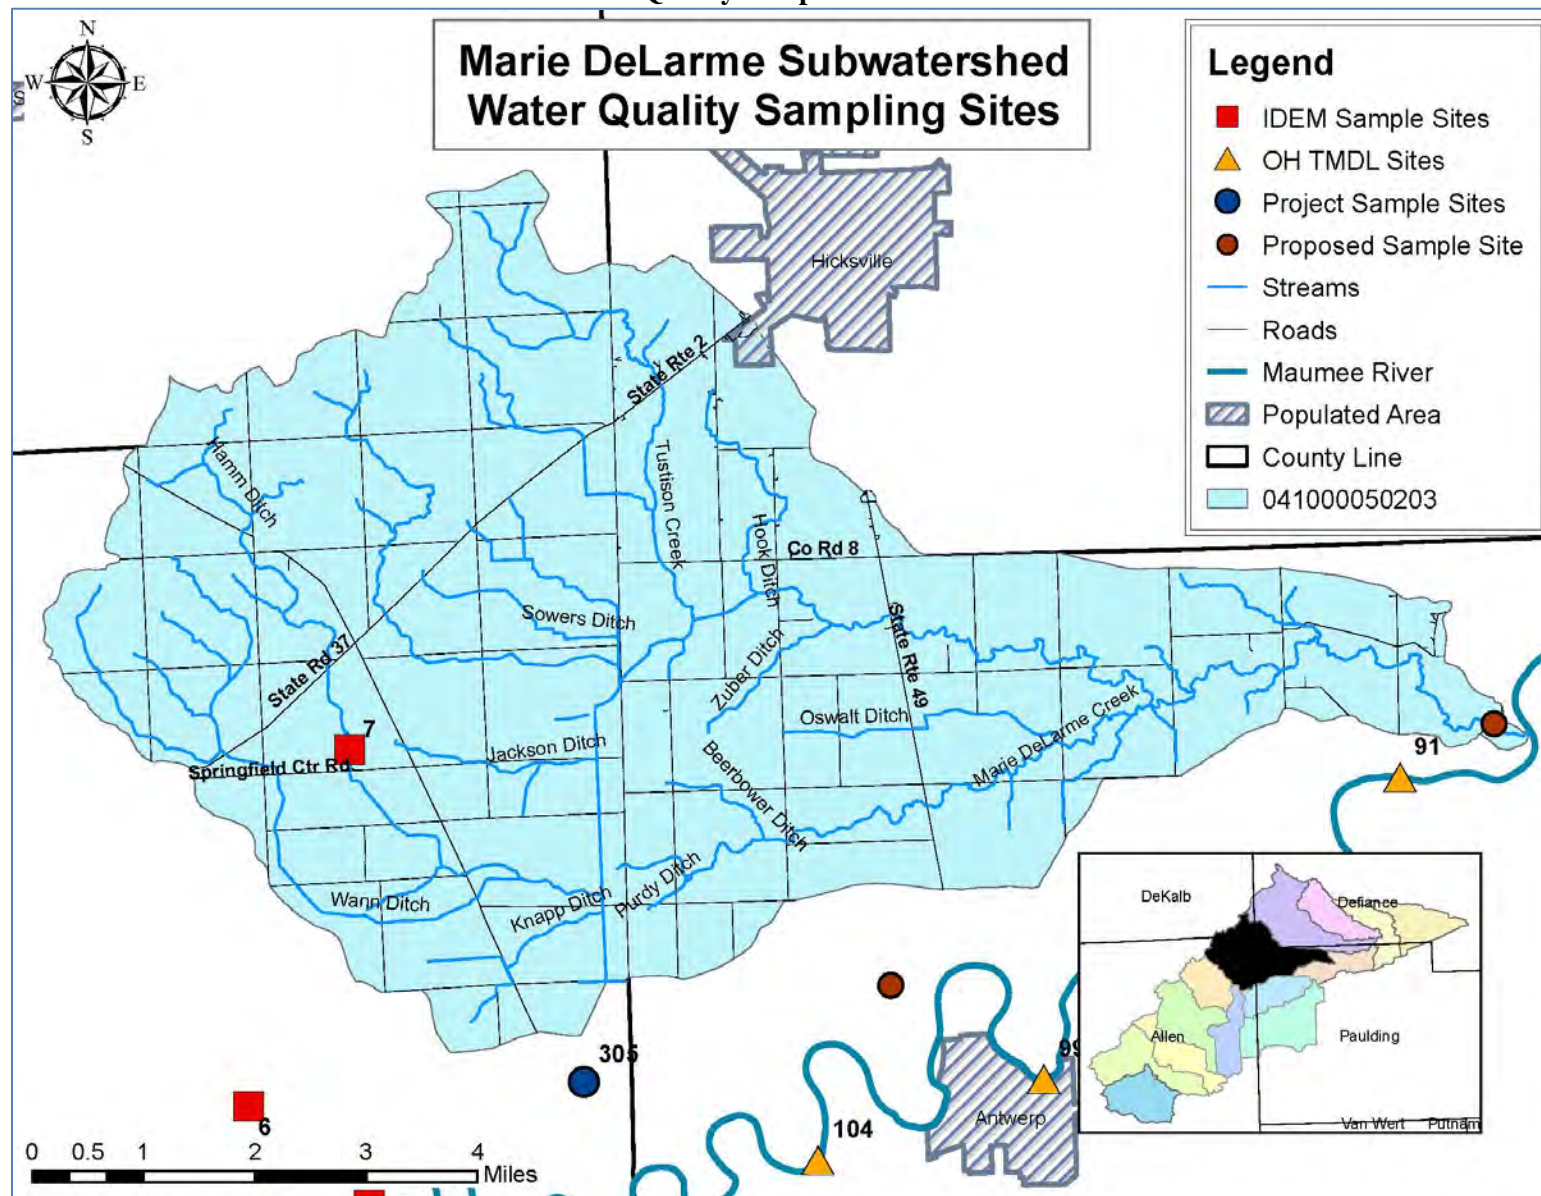 N
W
E
S
Marie DeLarme Subwatershed
Water Quality Sampling Sites
Legend
IDEM Sample Sites
OH TMDL Sites
Project Sample Sites
Proposed Sample Site
Streams
Roads
Maumee River
Populated Area
County Line
041000050203
Hicksville
State Rte 2
Hamm Ditch
Tustison Creek
Hook Ditch
Co Rd 8
Sowers Ditch
State Rd 37
Zuber Ditch
State Rte 49
Oswalt Ditch
Marie DeLarme Creek
7
91
Springfield Ctr Rd
Jackson Ditch
Beerbower Ditch
Purdy Ditch
Wann Ditch
Knapp Ditch
305
99
6
104
Antwerp
0 0.5 1 2 3 4
Miles
DeKalb
Defiance
Allen
Paulding
Van Wert
Putnam